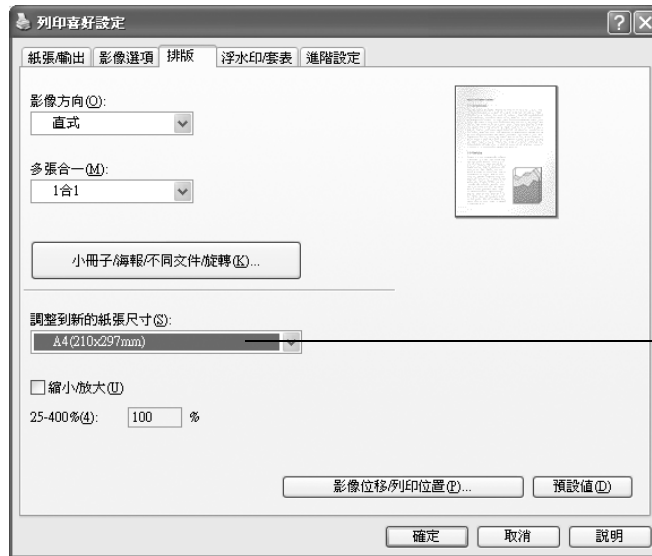 列印喜好設定
紙張/輸出 影像選項 排版 浮水印/套表 進階設定
影像方向(O):
直式
多張合一(M):
1合1
小冊子/海報/不同文件/旋轉(K)...
調整到新的紙張尺寸(S):
A4(210x297mm)
縮小/放大(U)
25-400%(4): 100 %
影像位移/列印位置(P)... 預設值(D)
確定 取消 說明